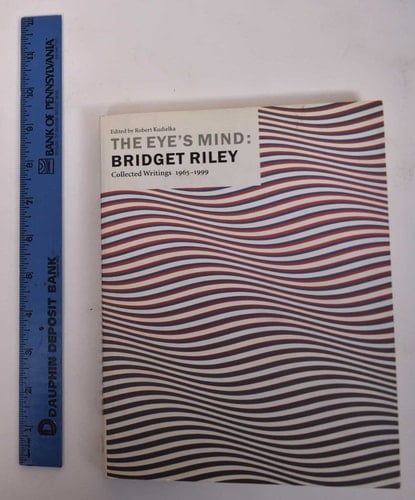 Edited by Robert Kudielka
THE EYE'S MIND:
BRIDGET RILEY
Collected Writings 1965–1999
BANK OF PENNSYLVANIA
DAUPHIN DEPOSIT BANK